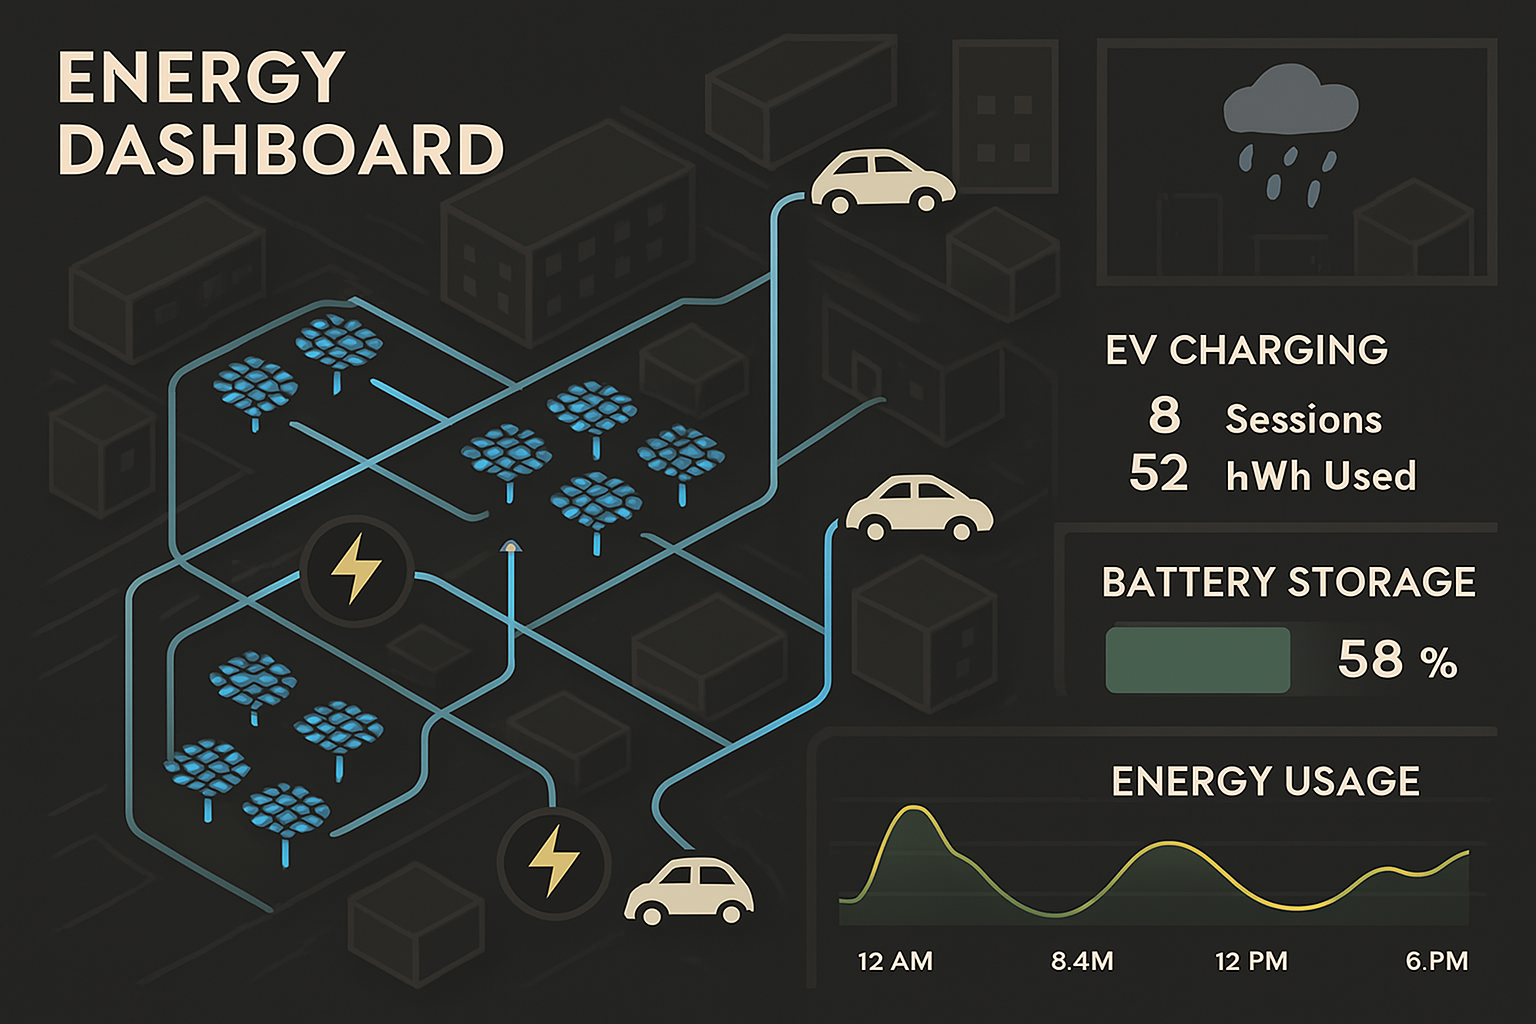 ENERGY
DASHBOARD
EV CHARGING
8 Sessions
52 hWh Used
BATTERY STORAGE
58 %
ENERGY USAGE
12 AM 8.4M 12 PM 6.PM